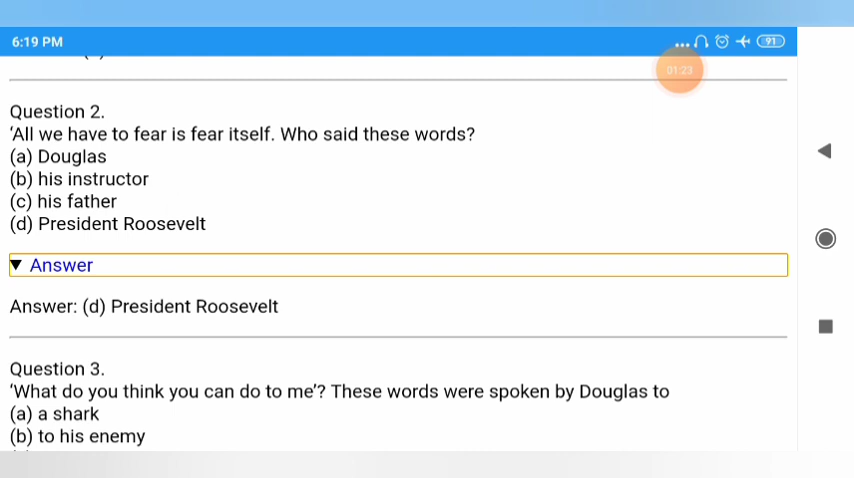 6:19 PM
91
01:23
Question 2.
‘All we have to fear is fear itself. Who said these words?
(a) Douglas
(b) his instructor
(c) his father
(d) President Roosevelt
▼ Answer
Answer: (d) President Roosevelt
Question 3.
‘What do you think you can do to me’? These words were spoken by Douglas to
(a) a shark
(b) to his enemy